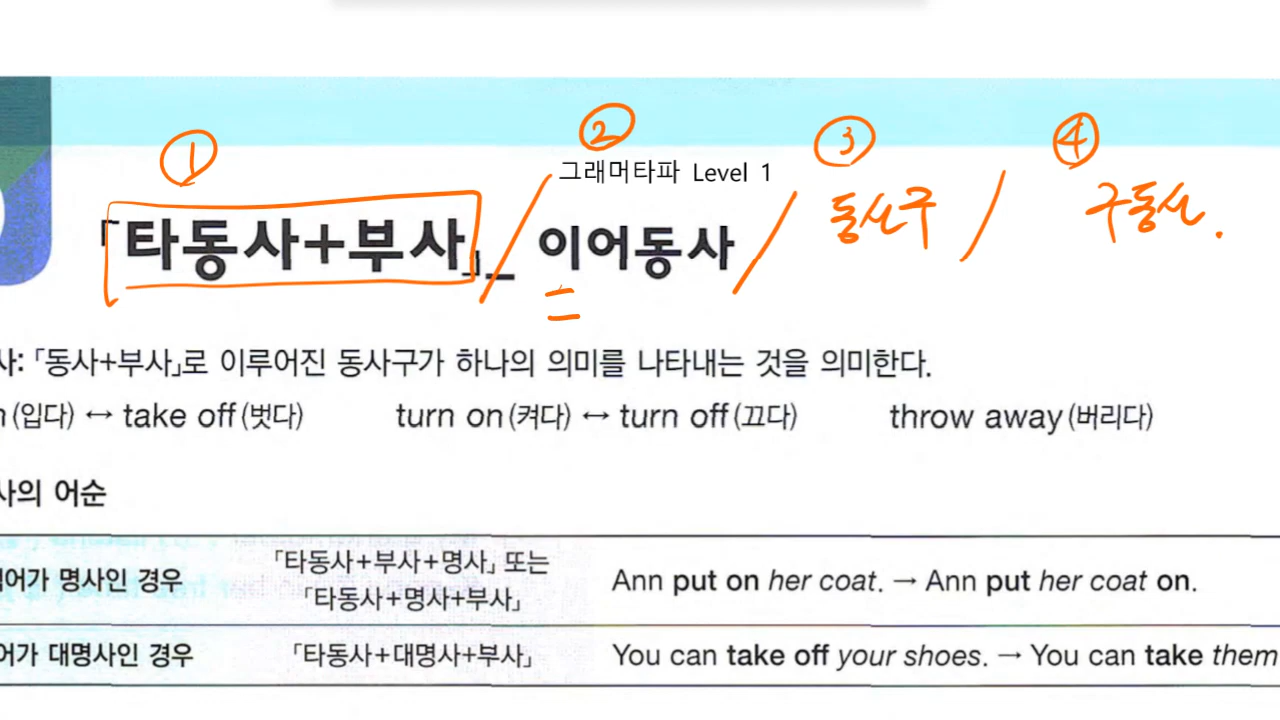 ① ② ③ ④
그래머타파 Level 1
「타동사+부사」_ 이어동사 / 동사구 / 구동사.
사: 「동사+부사」로 이루어진 동사구가 하나의 의미를 나타내는 것을 의미한다.
n(입다) ↔ take off(벗다) turn on(켜다) ↔ turn off(끄다) throw away(버리다)
사의 어순
어가 명사인 경우 「타동사+부사+명사」 또는 「타동사+명사+부사」 Ann put on her coat. → Ann put her coat on.
어가 대명사인 경우 「타동사+대명사+부사」 You can take off your shoes. → You can take them